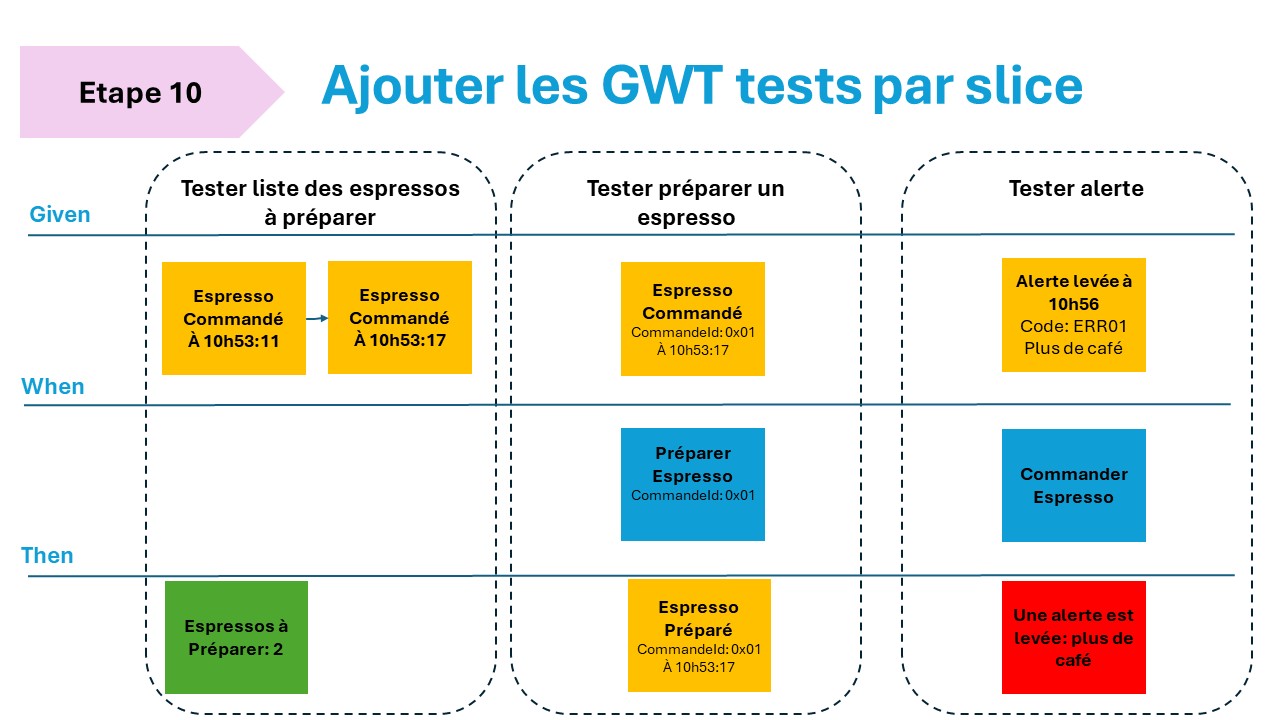 Etape 10
Ajouter les GWT tests par slice
Given
Tester liste des espressos
à préparer
Tester préparer un
espresso
Tester alerte
Espresso
Commandé
À 10h53:11
Espresso
Commandé
À 10h53:17
Espresso
Commandé
CommandeId: 0x01
À 10h53:17
Alerte levée à
10h56
Code: ERR01
Plus de café
When
Préparer
Espresso
CommandeId: 0x01
Commander
Espresso
Then
Espressos à
Préparer: 2
Espresso
Préparé
CommandeId: 0x01
À 10h53:17
Une alerte est
levée: plus de
café